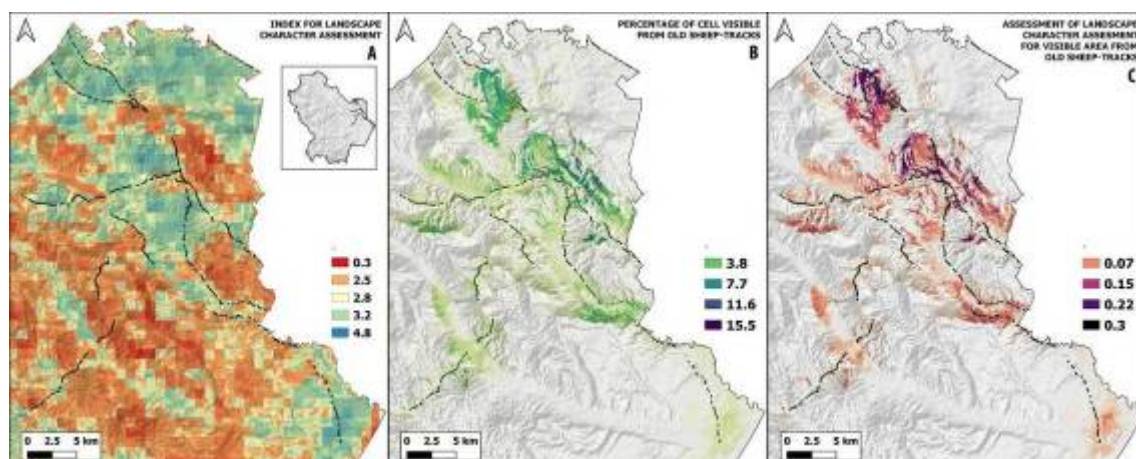 INDEX FOR LANDSCAPE
CHARACTER ASSESSMENT
A
0.3
2.5
2.8
3.2
4.8
0 2.5 5 km
PERCENTAGE OF CELL VISIBLE
FROM OLD SHEEP-TRACKS
B
3.8
7.7
11.6
15.5
0 2.5 5 km
ASSESSMENT OF LANDSCAPE
CHARACTER ASSESMENT
FOR VISIBLE AREA FROM
OLD SHEEP-TRACKS
C
0.07
0.15
0.22
0.3
0 2.5 5 km